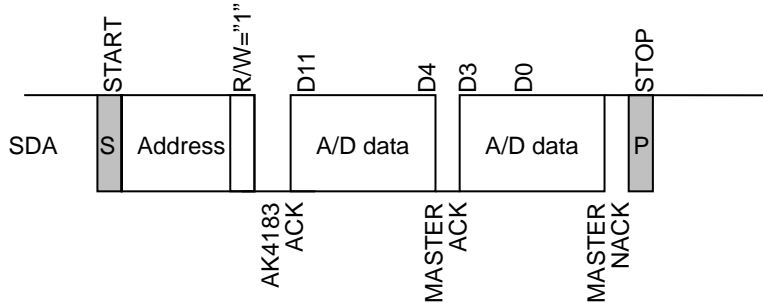 START
R/W="1"
D11
D4
D3
D0
STOP
SDA
S
Address
A/D data
A/D data
P
AK4183
ACK
MASTER
ACK
MASTER
NACK